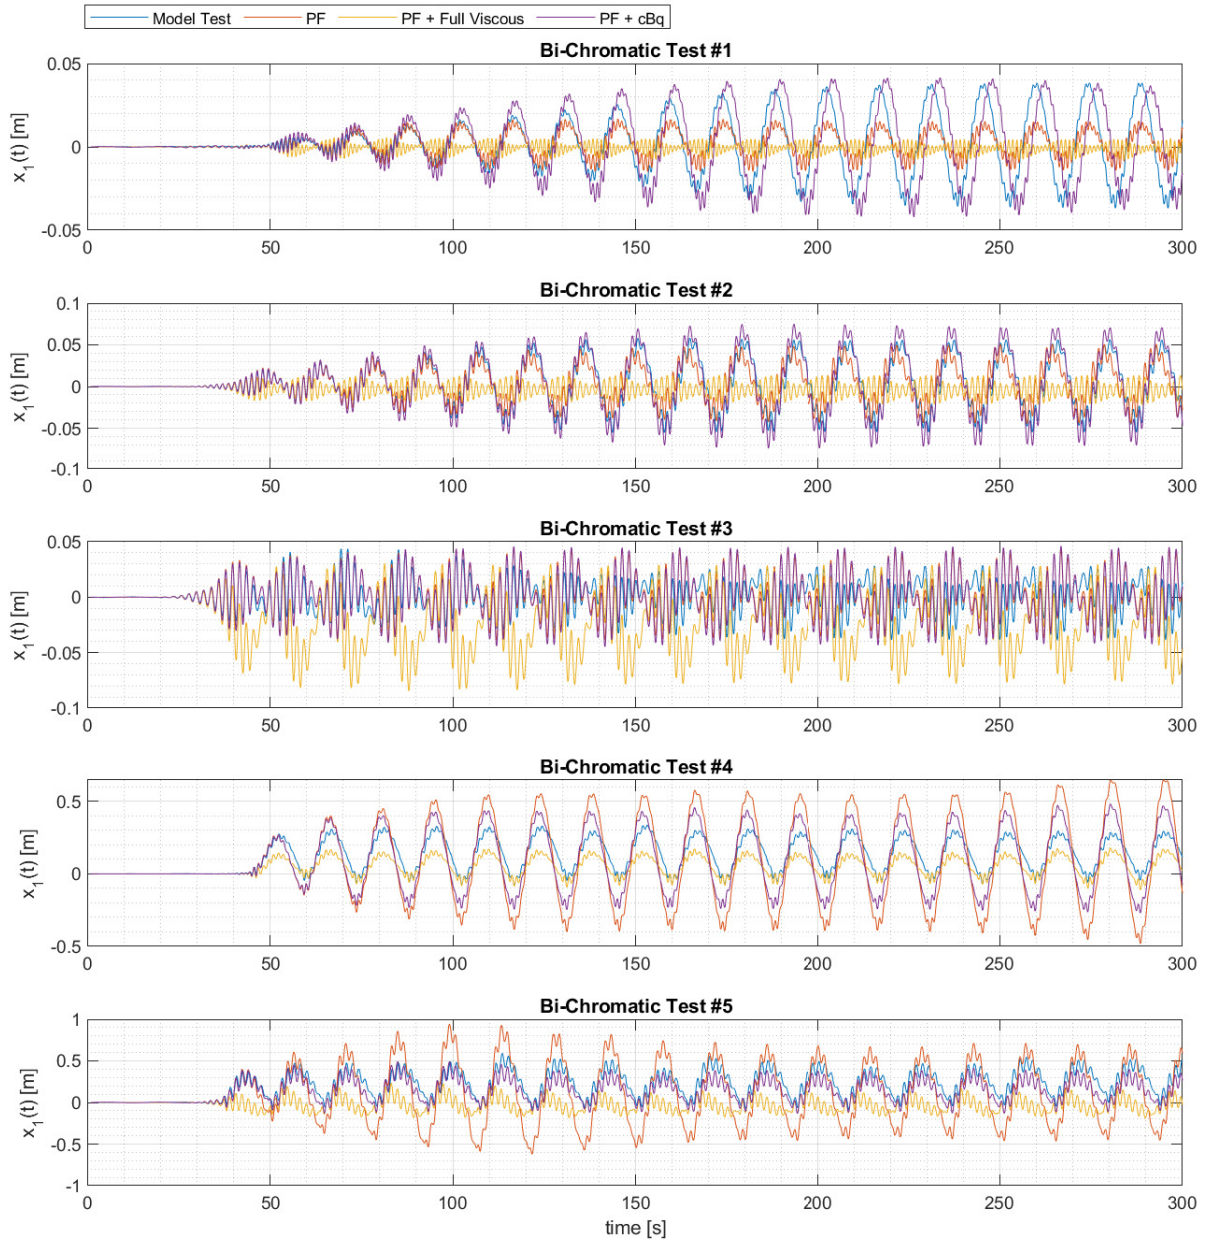 Model Test PF PF + Full Viscous PF + cBq
Bi-Chromatic Test #1
0.05
0
-0.05
x_1(t) [m]
0 50 100 150 200 250 300
Bi-Chromatic Test #2
0.1
0.05
0
-0.05
-0.1
x_1(t) [m]
0 50 100 150 200 250 300
Bi-Chromatic Test #3
0.05
0
-0.05
-0.1
x_1(t) [m]
0 50 100 150 200 250 300
Bi-Chromatic Test #4
0.5
0
-0.5
x_1(t) [m]
0 50 100 150 200 250 300
Bi-Chromatic Test #5
1
0.5
0
-0.5
-1
x_1(t) [m]
0 50 100 150 200 250 300
time [s]